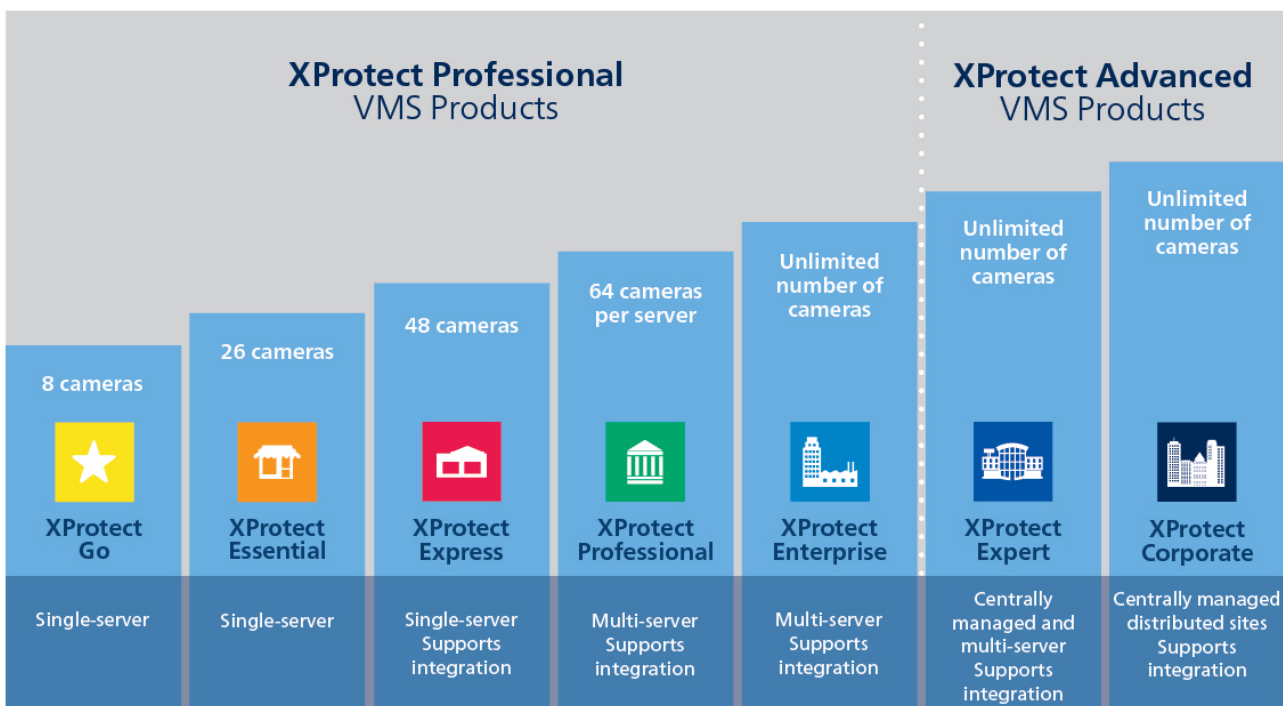 XProtect Professional
VMS Products
XProtect Advanced
VMS Products
8 cameras
XProtect
Go
Single-server
26 cameras
XProtect
Essential
Single-server
48 cameras
XProtect
Express
Single-server
Supports
integration
64 cameras
per server
XProtect
Professional
Multi-server
Supports
integration
Unlimited
number of
cameras
XProtect
Enterprise
Multi-server
Supports
integration
Unlimited
number of
cameras
XProtect
Expert
Centrally
managed and
multi-server
Supports
integration
Unlimited
number of
cameras
XProtect
Corporate
Centrally managed
distributed sites
Supports
integration